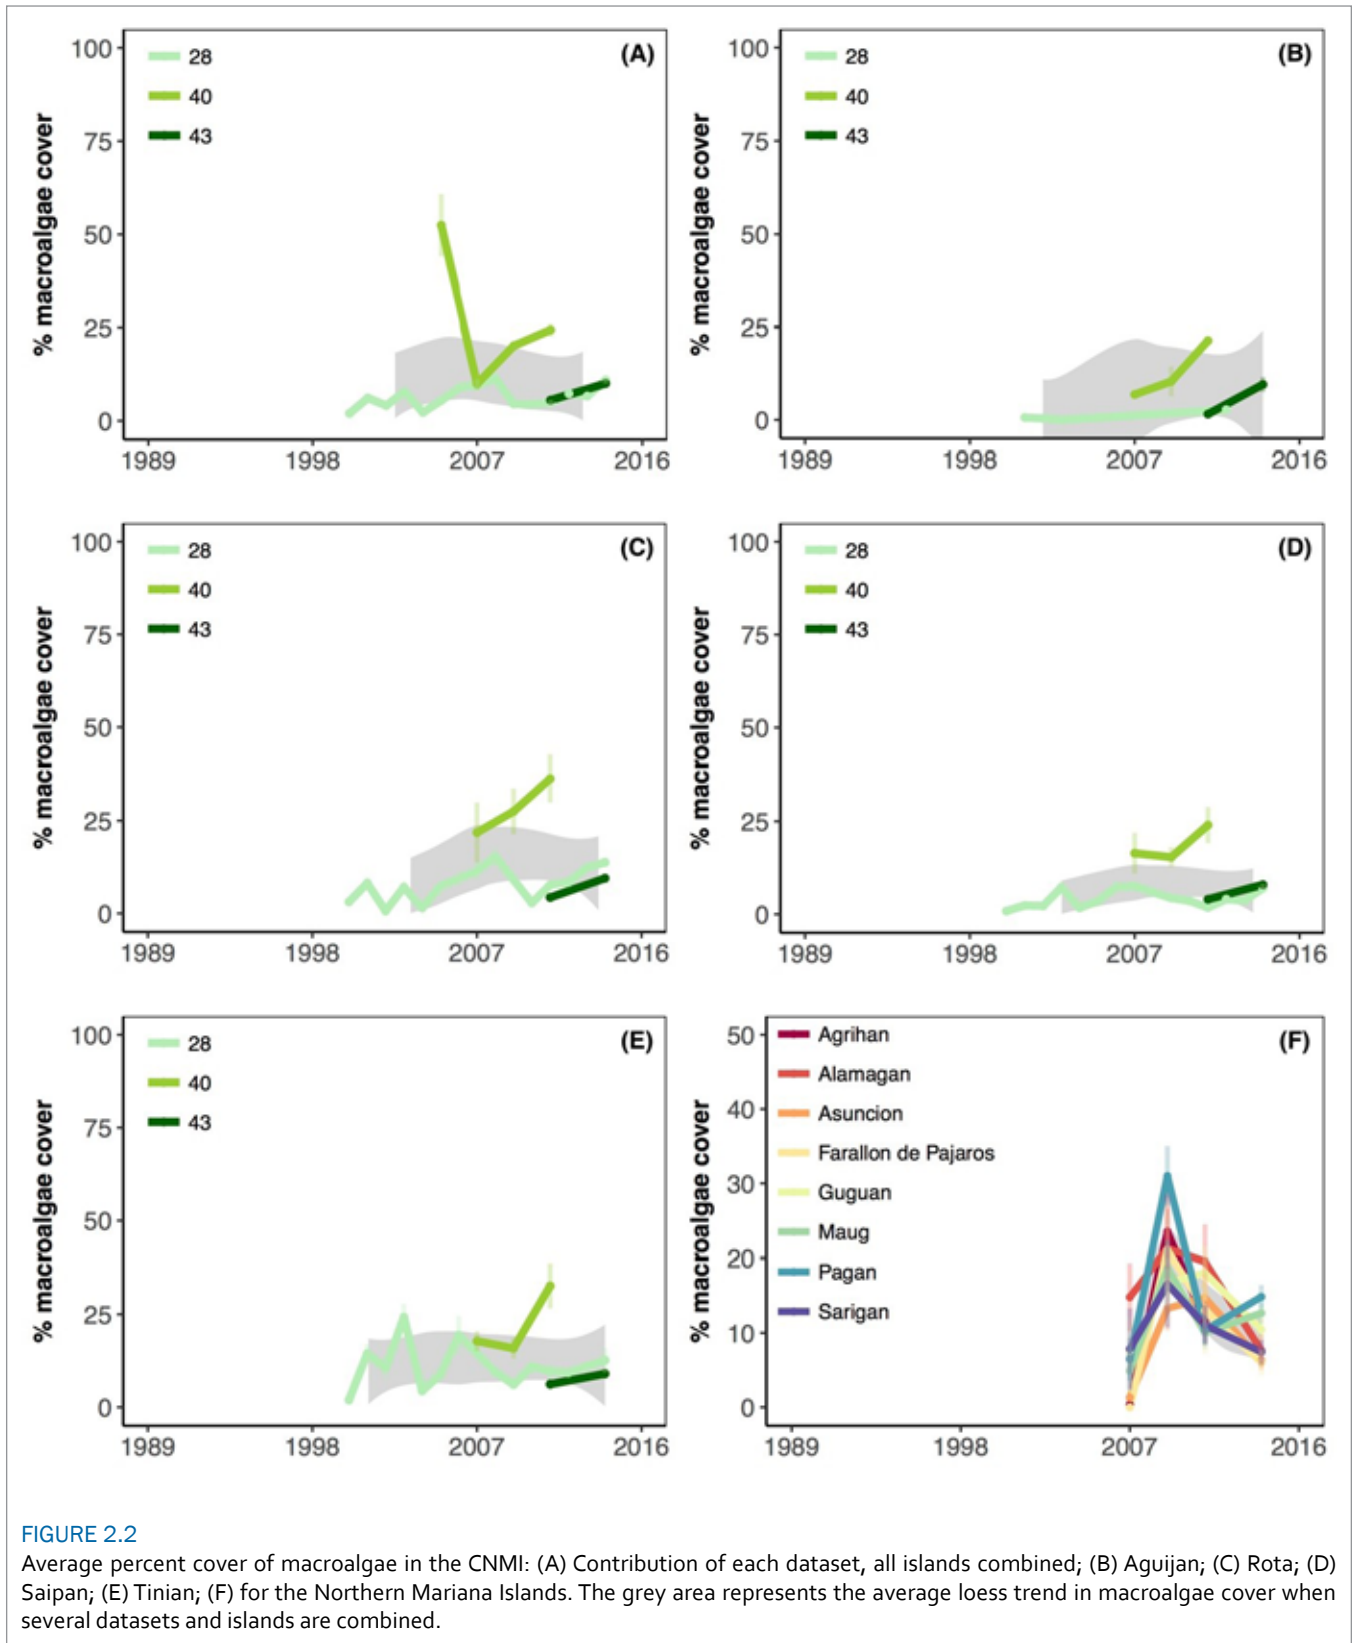 % macroalgae cover
100
75
50
25
0
28
40
43
(A)
1989
1998
2007
2016
% macroalgae cover
100
75
50
25
0
28
40
43
(B)
1989
1998
2007
2016
% macroalgae cover
100
75
50
25
0
28
40
43
(C)
1989
1998
2007
2016
% macroalgae cover
100
75
50
25
0
28
40
43
(D)
1989
1998
2007
2016
% macroalgae cover
100
75
50
25
0
28
40
43
(E)
1989
1998
2007
2016
% macroalgae cover
50
40
30
20
10
0
Agrihan
Alamagan
Asuncion
Farallon de Pajaros
Guguan
Maug
Pagan
Sarigan
(F)
1989
1998
2007
2016
FIGURE 2.2
Average percent cover of macroalgae in the CNMI: (A) Contribution of each dataset, all islands combined; (B) Aguijan; (C) Rota; (D)
Saipan; (E) Tinian; (F) for the Northern Mariana Islands. The grey area represents the average loess trend in macroalgae cover when
several datasets and islands are combined.